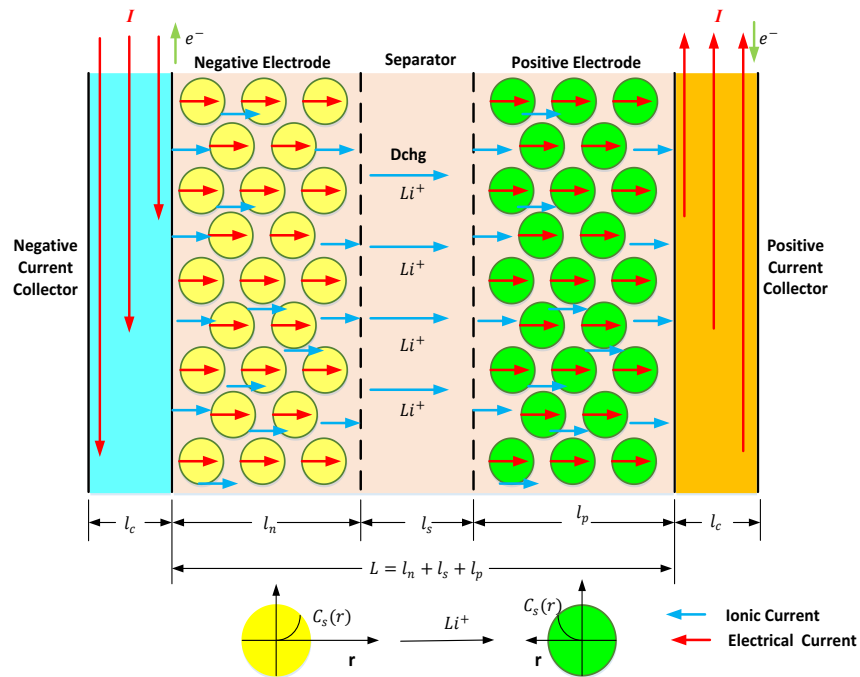 I
e⁻
I
e⁻
Negative Electrode
Separator
Positive Electrode
Dchg
Li⁺
Li⁺
Li⁺
Li⁺
Negative
Current
Collector
Positive
Current
Collector
l_c
l_n
l_s
l_p
l_c
L = l_n + l_s + l_p
C_s(r)
r
Li⁺
C_s(r)
r
Ionic Current
Electrical Current